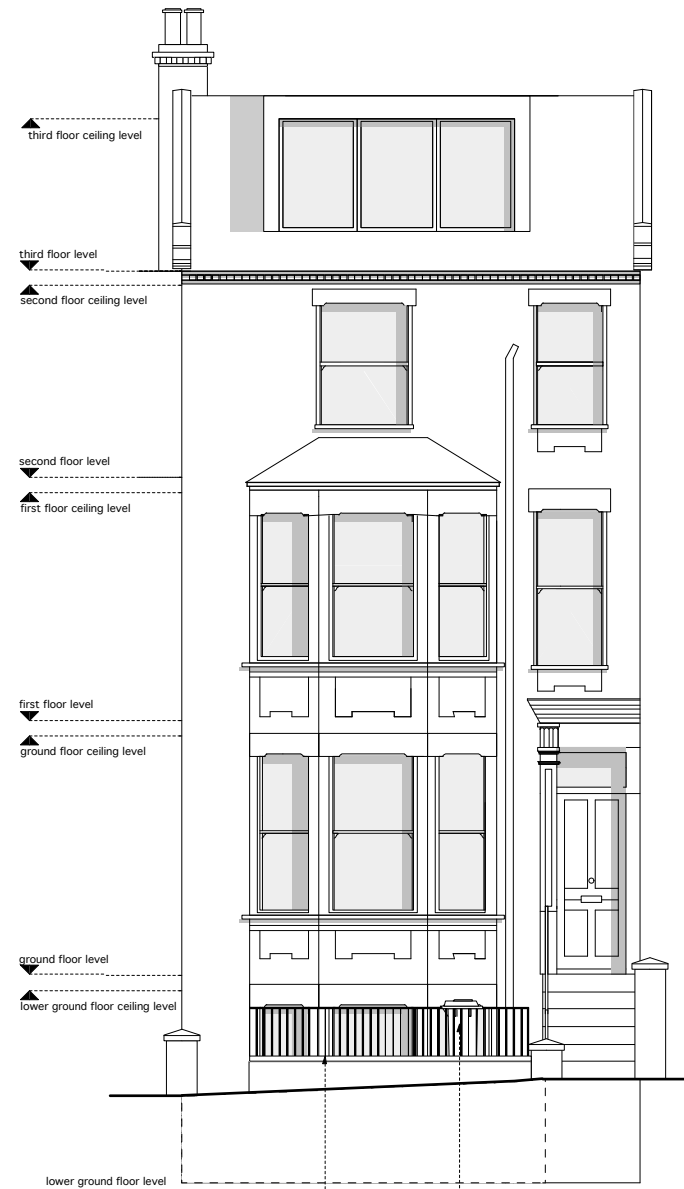 third floor ceiling level
third floor level
second floor ceiling level
second floor level
first floor ceiling level
first floor level
ground floor ceiling level
ground floor level
lower ground floor ceiling level
lower ground floor level